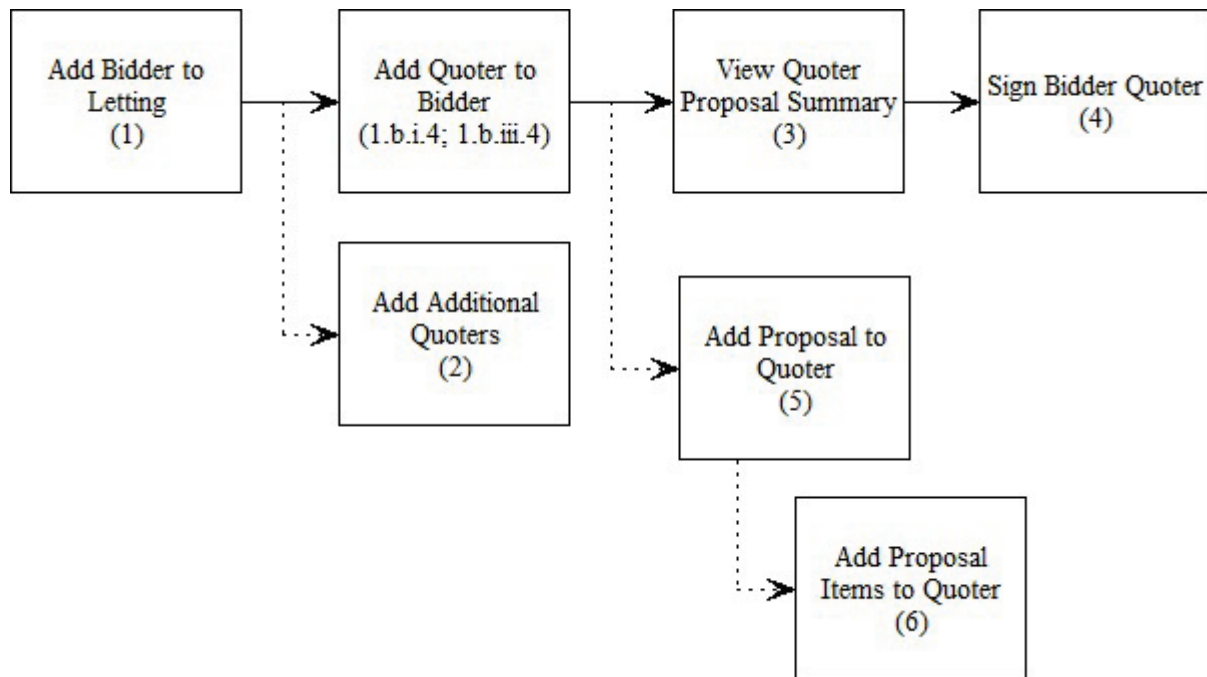 Add Bidder to
Letting
(1)
Add Quoter to
Bidder
(1.b.i.4; 1.b.iii.4)
View Quoter
Proposal Summary
(3)
Sign Bidder Quoter
(4)
Add Additional
Quoters
(2)
Add Proposal to
Quoter
(5)
Add Proposal
Items to Quoter
(6)